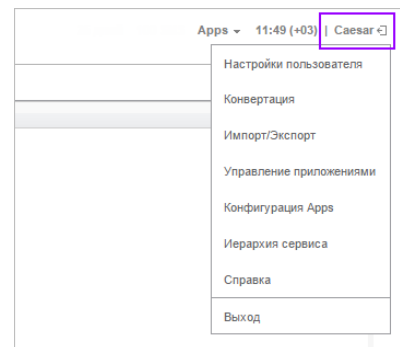 Apps 11:49 (+03) | Caesar
Настройки пользователя
Конвертация
Импорт/Экспорт
Управление приложениями
Конфигурация Apps
Иерархия сервиса
Справка
Выход